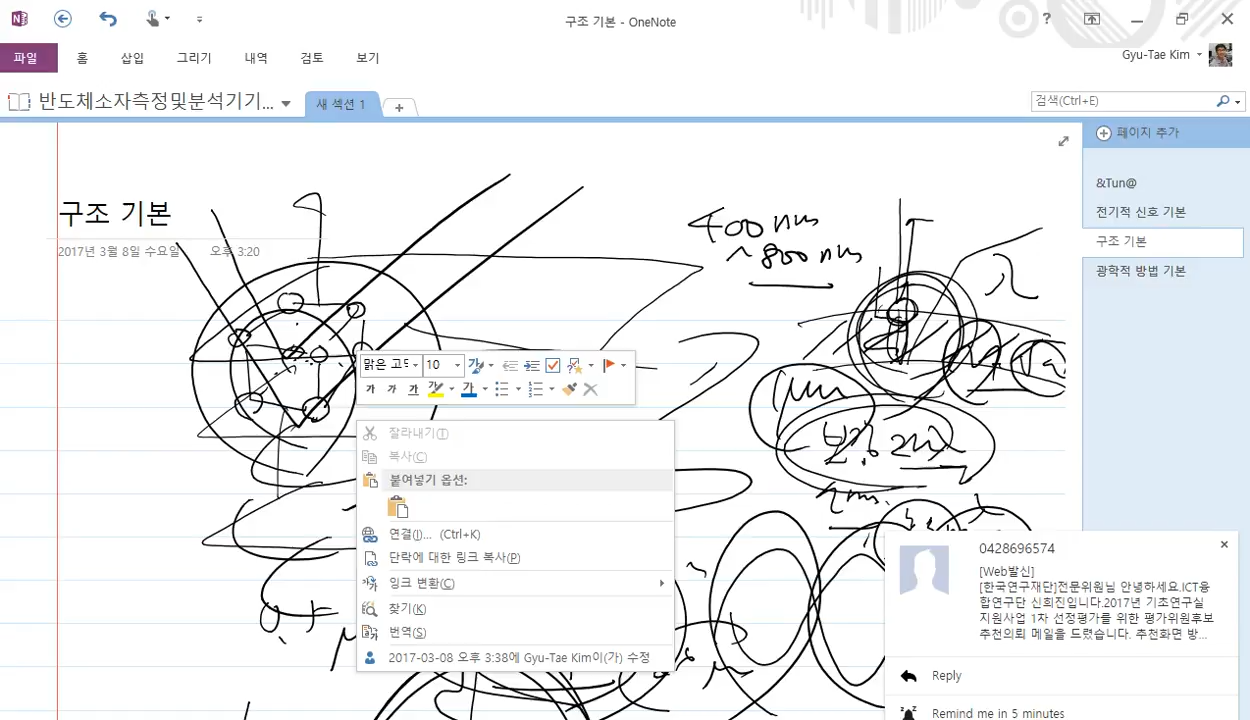 구조 기본 - OneNote
파일 홈 삽입 그리기 내역 검토 보기
Gyu-Tae Kim
반도체소자측정및분석기기...
새 섹션 1
검색(Ctrl+E)
페이지 추가
&Tun@
전기적 신호 기본
구조 기본
광학적 방법 기본
구조 기본
2017년 3월 8일 수요일 오후 3:20
400 nm
~800 nm
λ
μm
맑은 고딕 10
가 가 가 가 가
잘라내기(T)
복사(C)
붙여넣기 옵션:
연결(I)... (Ctrl+K)
단락에 대한 링크 복사(P)
잉크 변환(C)
찾기(K)
번역(S)
2017-03-08 오후 3:38에 Gyu-Tae Kim이(가) 수정
0428696574
[Web발신]
[한국연구재단]전문위원님 안녕하세요.ICT융
합연구단 신희진입니다.2017년 기초연구실
지원사업 1차 선정평가를 위한 평가위원후보
추천의뢰 메일을 드렸습니다. 추천화면 방...
Reply
Remind me in 5 minutes